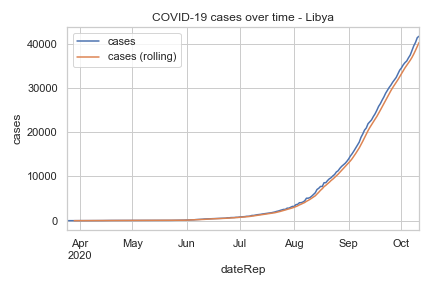 COVID-19 cases over time - Libya
cases
cases (rolling)
40000
30000
20000
10000
0
cases
Apr
2020
May
Jun
Jul
Aug
Sep
Oct
dateRep